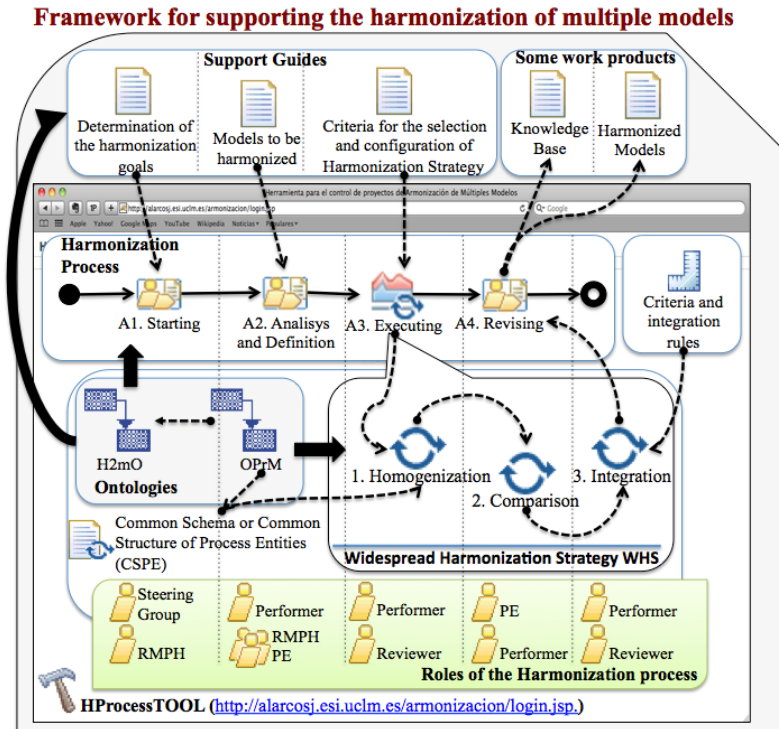 Framework for supporting the harmonization of multiple models
Support Guides
Determination of
the harmonization
goals
Models to be
harmonized
Criteria for the selection
and configuration of
Harmonization Strategy
Some work products
Knowledge
Base
Harmonized
Models
Herramienta para el control de proyectos de Armonización de Múltiples Modelos
http://alarcosj.esi.uclm.es/armonizacion/login.jsp
Google
Apple Yahoo! Google Maps YouTube Wikipedia Noticias Populares
Harmonization
Process
A1. Starting
A2. Analisys
and Definition
A3. Executing
A4. Revising
Criteria and
integration
rules
H2mO
OPrM
Ontologies
1. Homogenization
2. Comparison
3. Integration
Widespread Harmonization Strategy WHS
Common Schema or Common
Structure of Process Entities
(CSPE)
Steering
Group
Performer
Performer
PE
Performer
RMPH
RMPH
PE
Reviewer
Performer
Reviewer
Roles of the Harmonization process
HProcessTOOL (http://alarcosj.esi.uclm.es/armonizacion/login.jsp.)